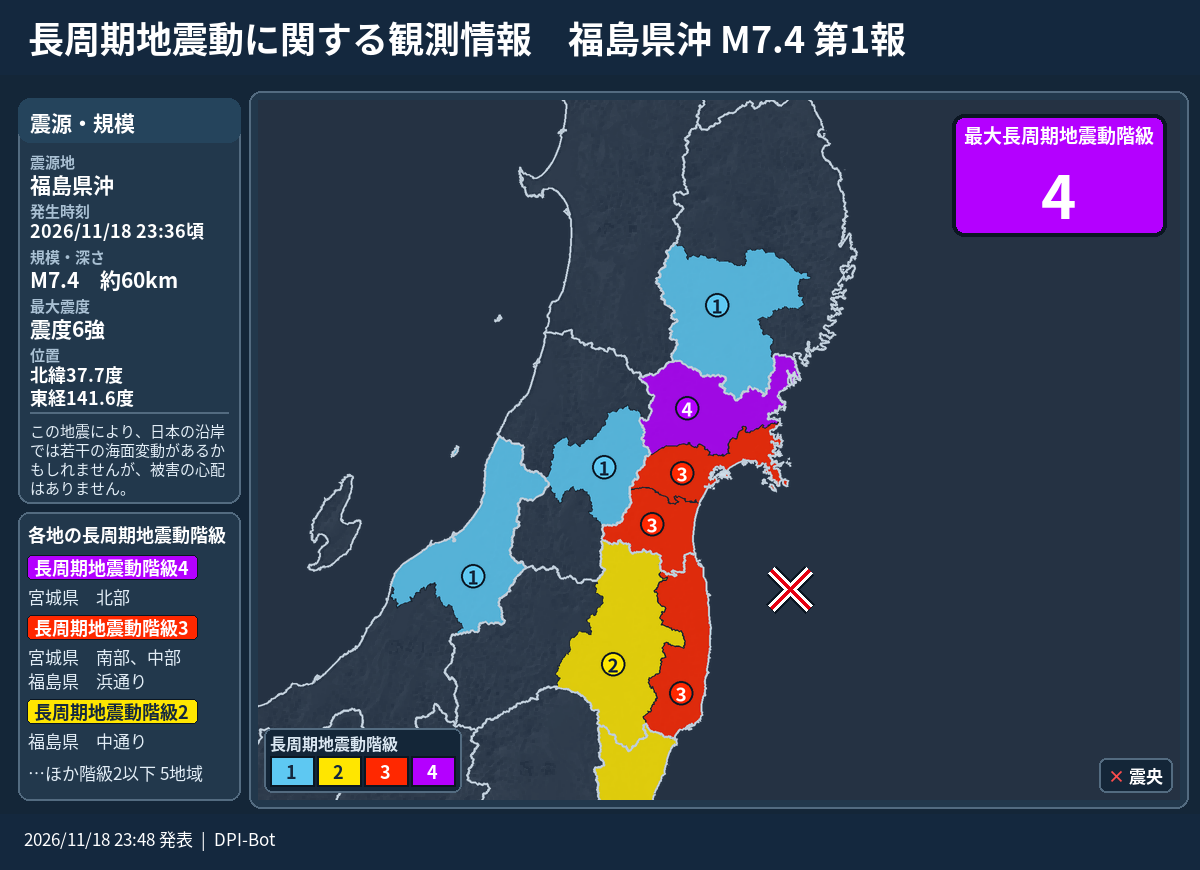 長周期地震動に関する観測情報　福島県沖 M7.4 第1報
震源・規模
震源地
福島県沖
発生時刻
2026/11/18 23:36頃
規模・深さ
M7.4　約60km
最大震度
震度6強
位置
北緯37.7度
東経141.6度
この地震により、日本の沿岸
では若干の海面変動があるか
もしれませんが、被害の心配
はありません。
各地の長周期地震動階級
長周期地震動階級4
宮城県　北部
長周期地震動階級3
宮城県　南部、中部
福島県　浜通り
長周期地震動階級2
福島県　中通り
…ほか階級2以下 5地域
最大長周期地震動階級
4
①
④
①
③
③
①
②
③
長周期地震動階級
1 2 3 4
× 震央
2026/11/18 23:48 発表 | DPI-Bot